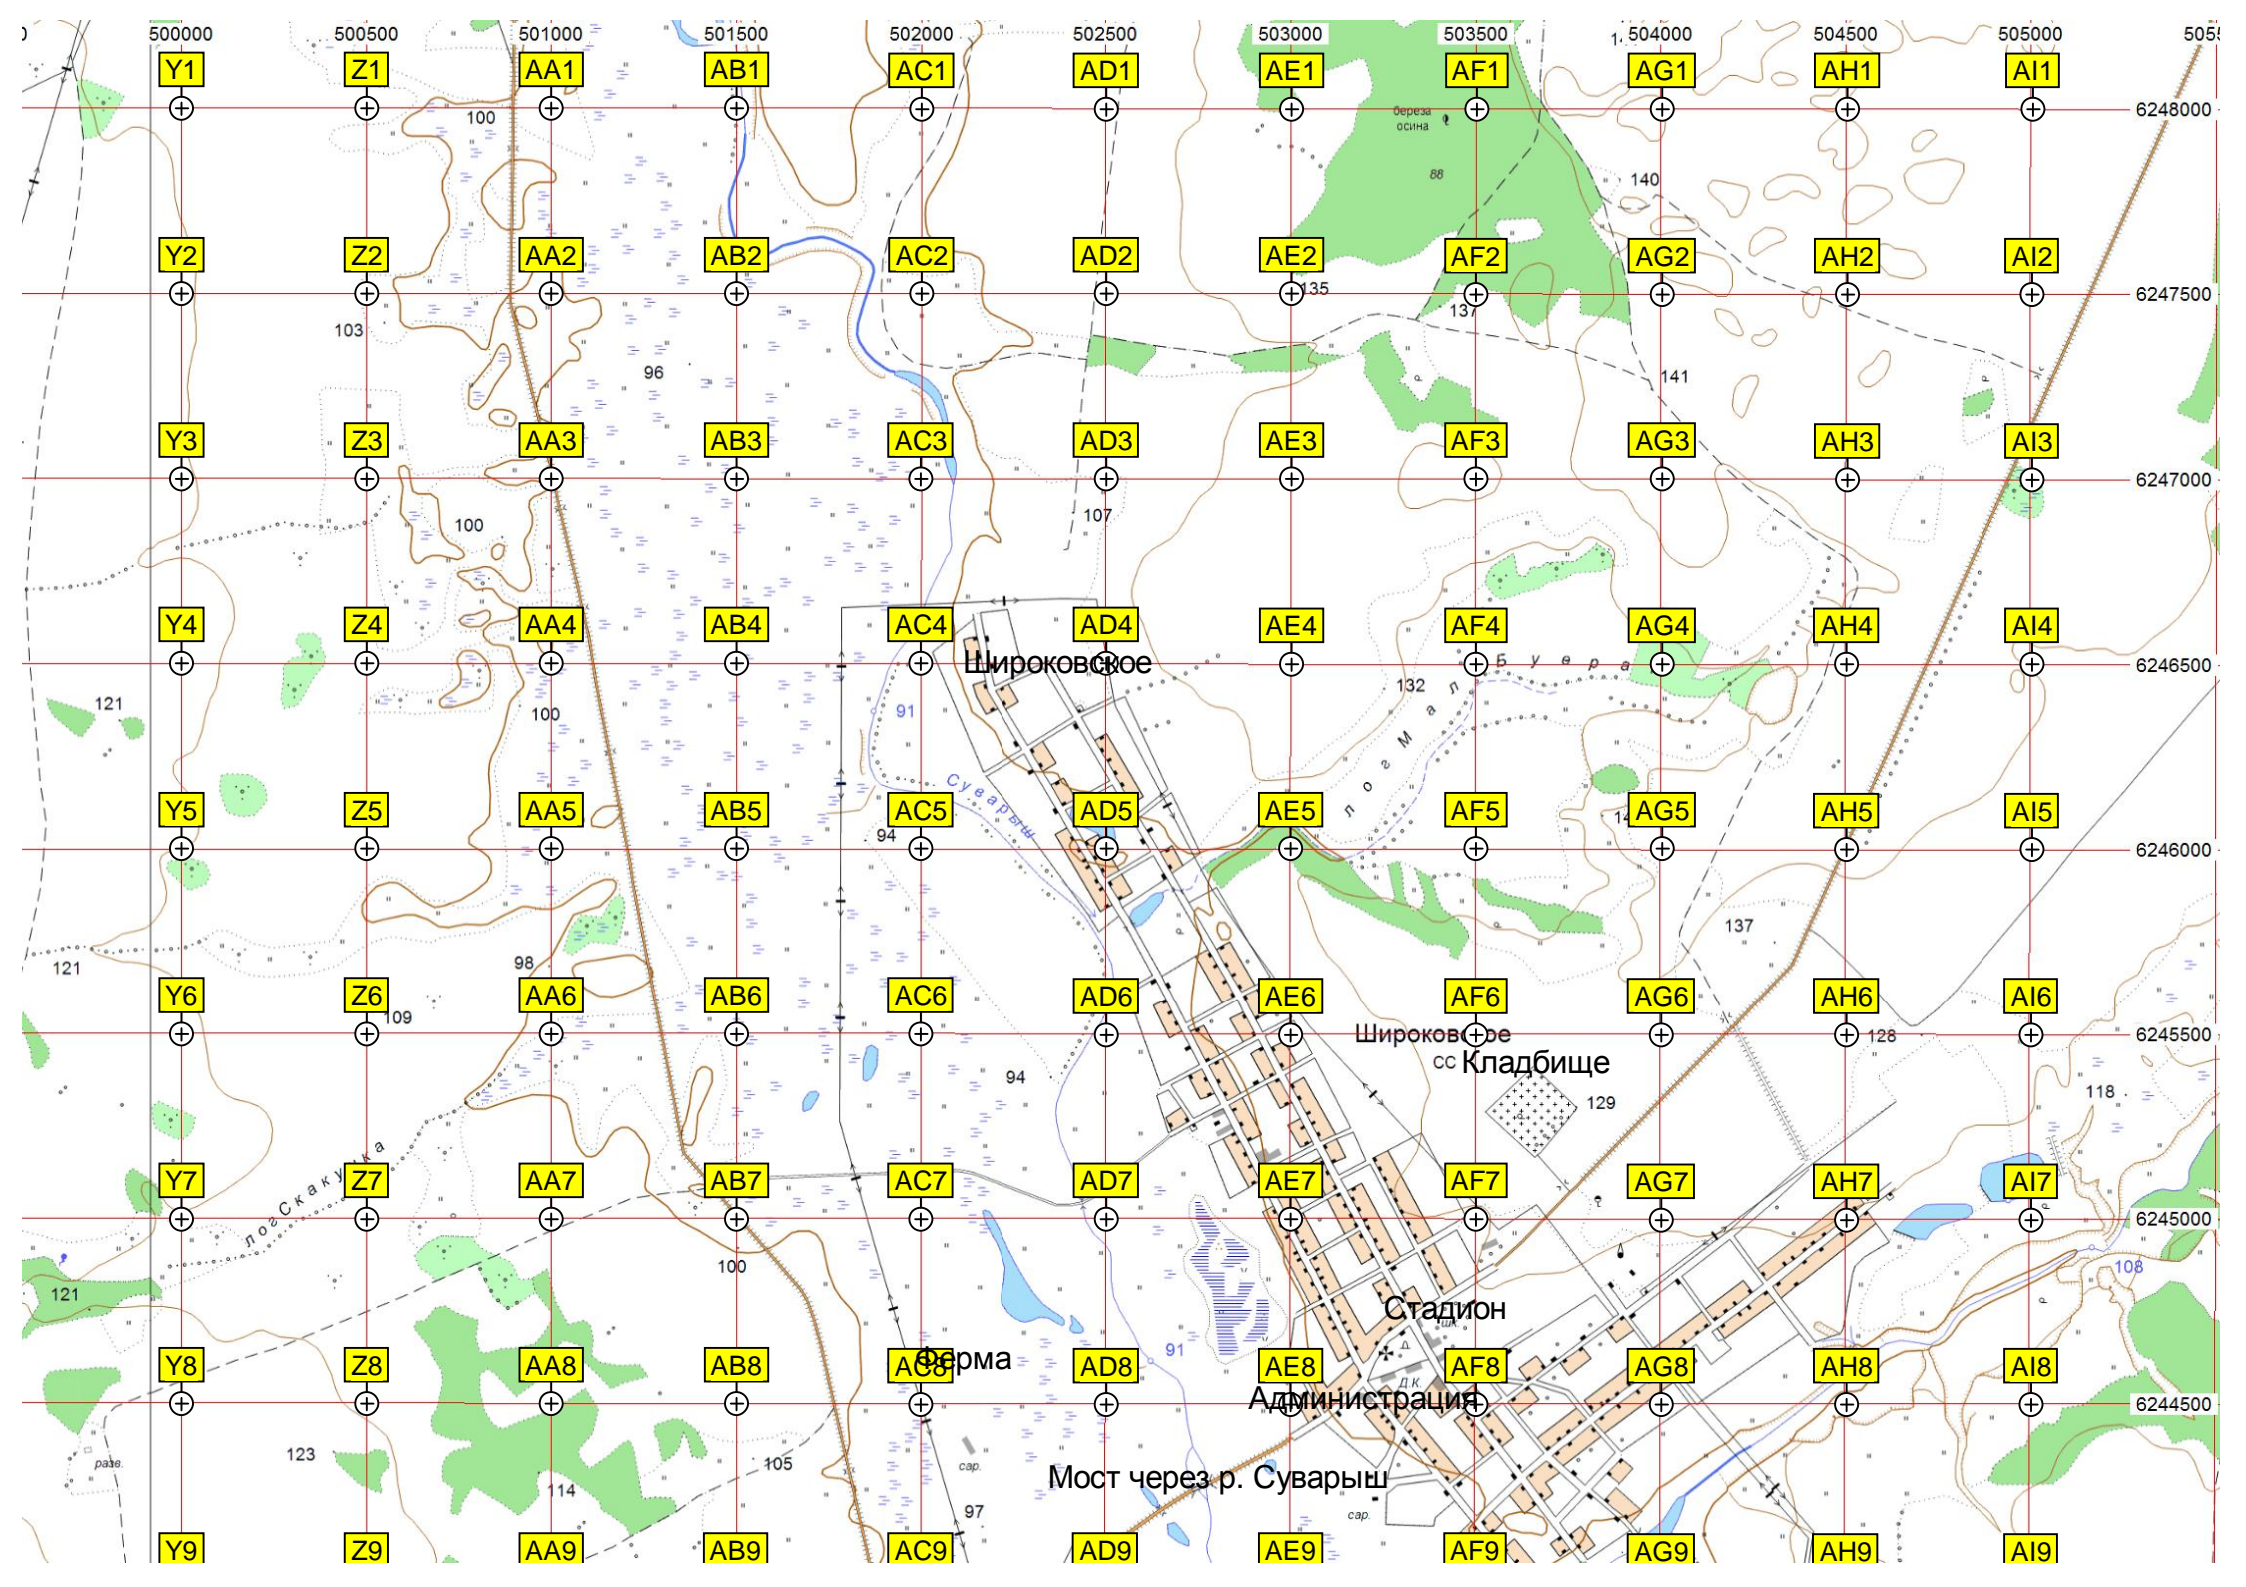 500000 500500 501000 501500 502000 502500 503000 503500 504000 504500 505000
Y1 Z1 AA1 AB1 AC1 AD1 AE1 AF1 AG1 AH1 AI1
6248000
100
береза
осина
88
140
Y2 Z2 AA2 AB2 AC2 AD2 AE2 AF2 AG2 AH2 AI2
135
6247500
137
103
96
141
Y3 Z3 AA3 AB3 AC3 AD3 AE3 AF3 AG3 AH3 AI3
6247000
107
100
Y4 Z4 AA4 AB4 AC4 AD4 AE4 AF4 AG4 AH4 AI4
Широковское
6246500
лог Малый Буера
132
121
91
100
Суварыш
Y5 Z5 AA5 AB5 AC5 AD5 AE5 AF5 AG5 AH5 AI5
94
6246000
137
98
121
Y6 Z6 AA6 AB6 AC6 AD6 AE6 AF6 AG6 AH6 AI6
109
Широковское
128
6245500
сс Кладбище
94
129
118
лог Скакушка
Y7 Z7 AA7 AB7 AC7 AD7 AE7 AF7 AG7 AH7 AI7
6245000
100
108
121
Стадион
шк.
91
Y8 Z8 AA8 AB8 AC8 AD8 AE8 AF8 AG8 AH8 AI8
Ферма
Д.К.
Администрация
6244500
123
разв.
105
сар.
Мост через р. Суварыш
114
97
сар.
Y9 Z9 AA9 AB9 AC9 AD9 AE9 AF9 AG9 AH9 AI9